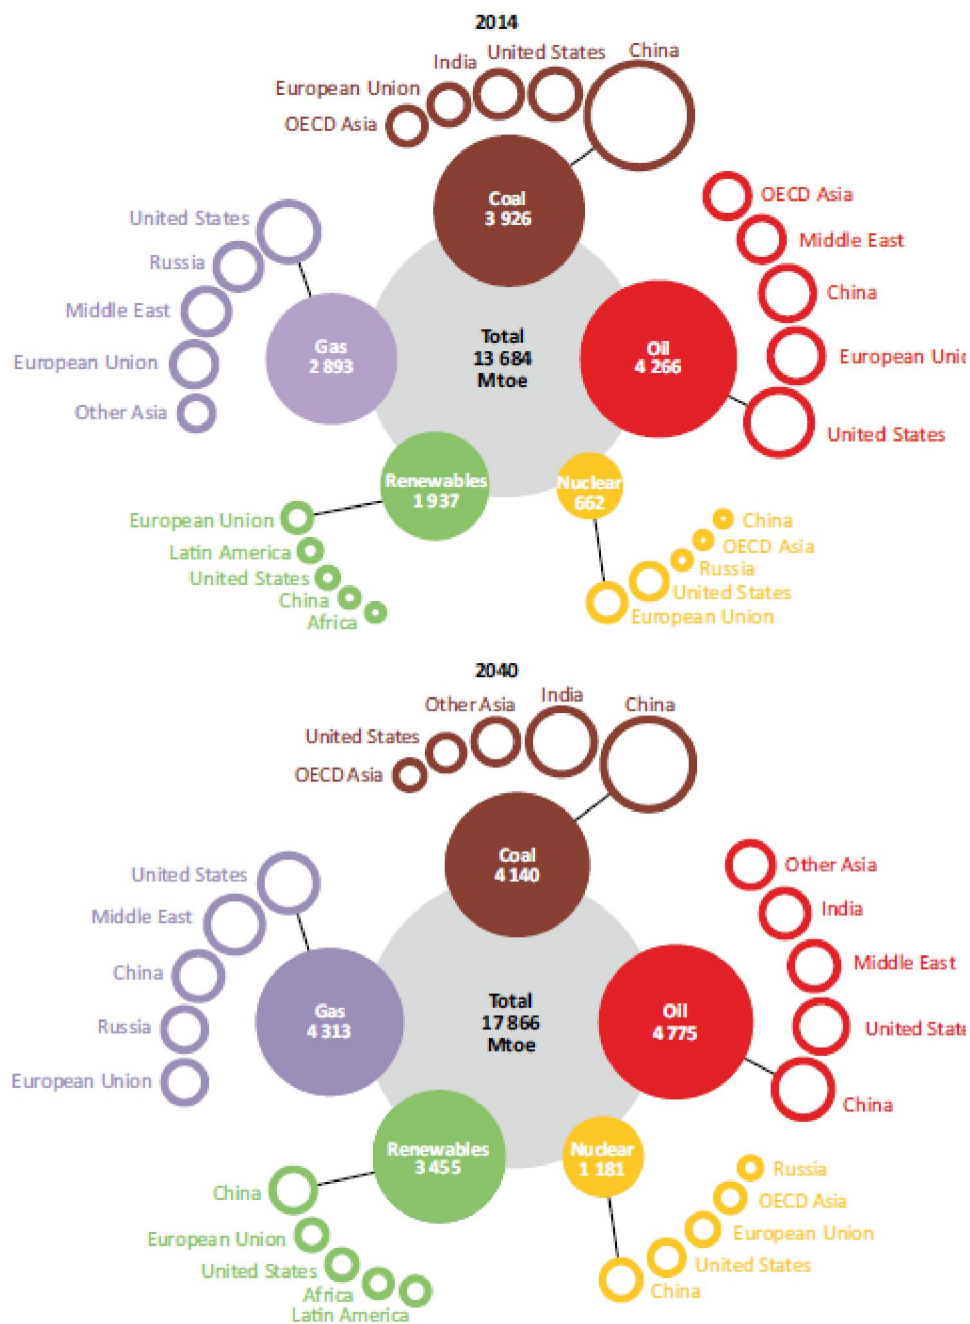 2014
China
United States
India
European Union
OECD Asia
Coal
3 926
OECD Asia
Middle East
China
European Unio
United States
Oil
4 266
Total
13 684
Mtoe
United States
Russia
Middle East
European Union
Other Asia
Gas
2 893
Renewables
1 937
European Union
Latin America
United States
China
Africa
Nuclear
662
China
OECD Asia
Russia
United States
European Union
2040
China
India
Other Asia
United States
OECD Asia
Coal
4 140
Other Asia
India
Middle East
United State
China
Oil
4 775
Total
17 866
Mtoe
United States
Middle East
China
Russia
European Union
Gas
4 313
Renewables
3 455
China
European Union
United States
Africa
Latin America
Nuclear
1 181
Russia
OECD Asia
European Union
United States
China